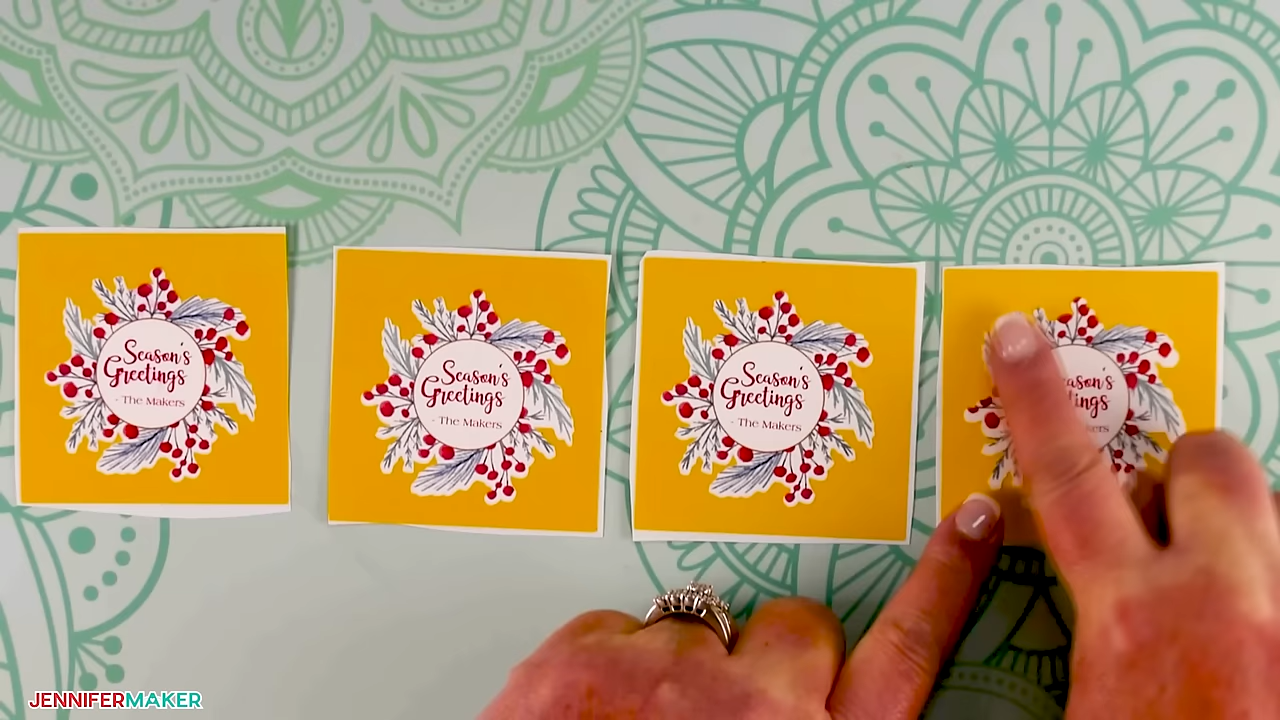 Season's
Greetings
- The Makers
Season's
Greetings
- The Makers
Season's
Greetings
- The Makers
JENNIFERMAKER